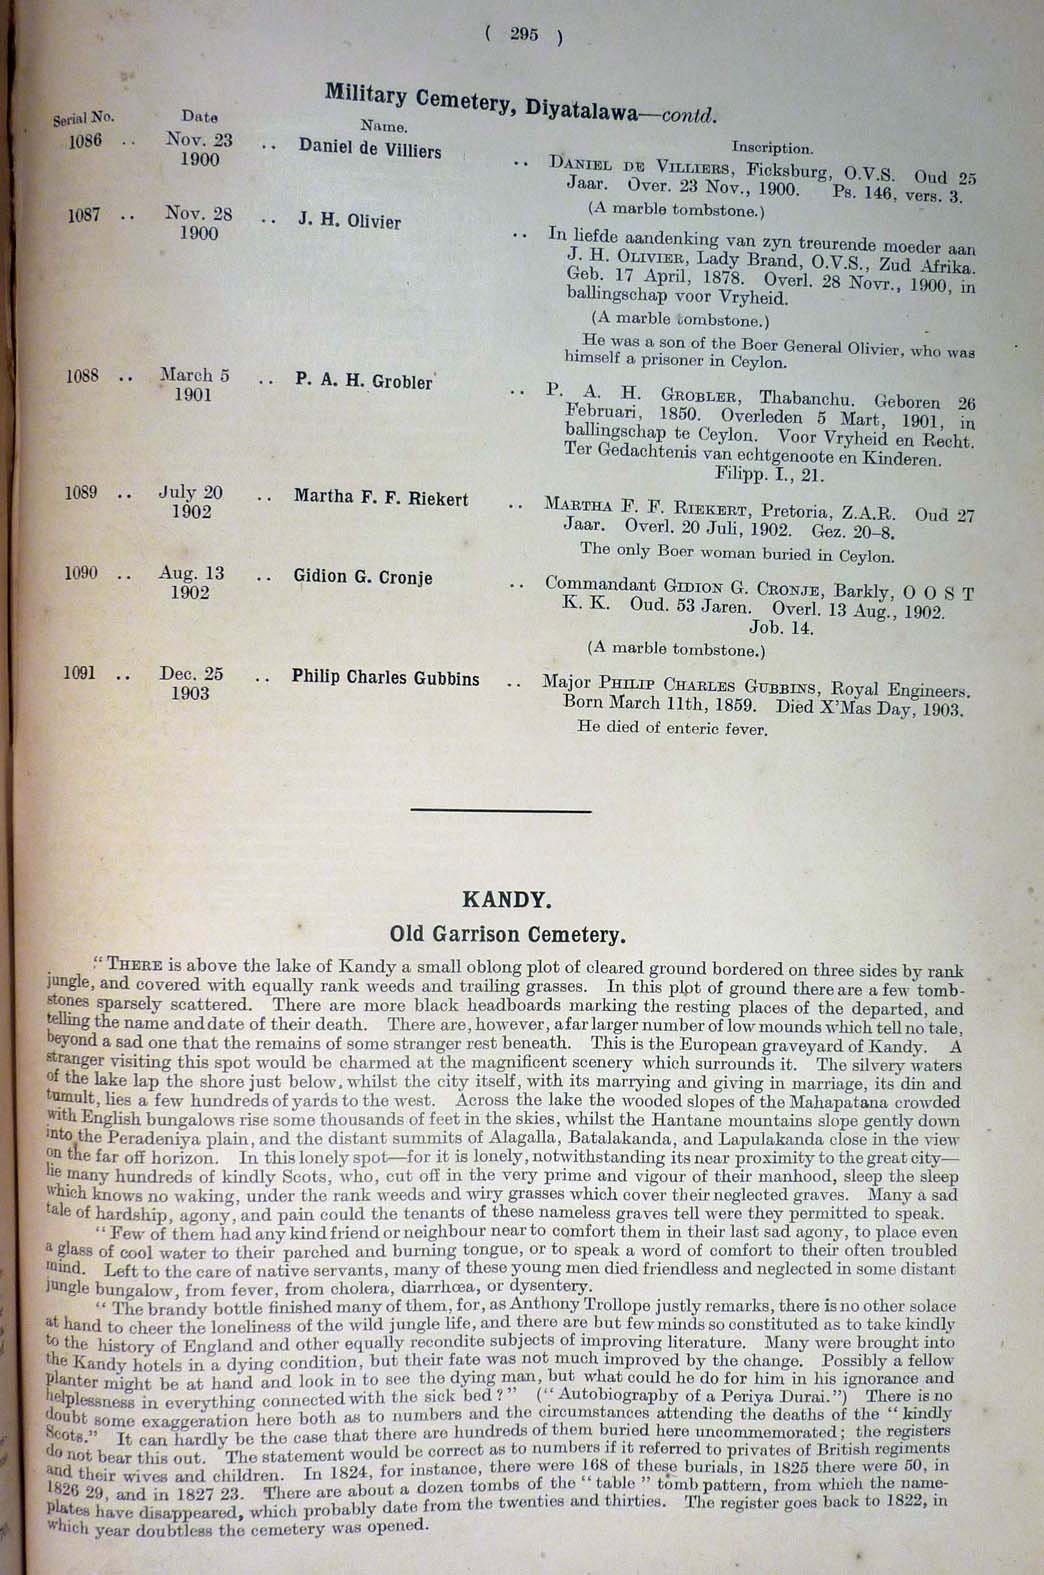 ( 295 )
Military Cemetery, Diyatalawa—contd.
Serial No. Date Name. Inscription.
1086 .. Nov. 23 1900 .. Daniel de Villiers .. DANIEL DE VILLIERS, Ficksburg, O.V.S. Oud 25
Jaar. Over. 23 Nov., 1900. Ps. 146, vers. 3.
(A marble tombstone.)
1087 .. Nov. 28 1900 .. J. H. Olivier .. In liefde aandenking van zyn treurende moeder aan
J. H. OLIVIER, Lady Brand, O.V.S., Zud Afrika.
Geb. 17 April, 1878. Overl. 28 Novr., 1900, in
ballingschap voor Vryheid.
(A marble tombstone.)
He was a son of the Boer General Olivier, who was
himself a prisoner in Ceylon.
1088 .. March 5 1901 .. P. A. H. Grobler .. P. A. H. GROBLER, Thabanchu. Geboren 26
Februari, 1850. Overleden 5 Mart, 1901, in
ballingschap te Ceylon. Voor Vryheid en Recht.
Ter Gedachtenis van echtgenoote en Kinderen.
Filipp. I., 21.
1089 .. July 20 1902 .. Martha F. F. Riekert .. MARTHA F. F. RIEKERT, Pretoria, Z.A.R. Oud 27
Jaar. Overl. 20 Juli, 1902. Gez. 20–8.
The only Boer woman buried in Ceylon.
1090 .. Aug. 13 1902 .. Gidion G. Cronje .. Commandant GIDION G. CRONJE, Barkly, O O S T
K. K. Oud. 53 Jaren. Overl. 13 Aug., 1902.
Job. 14.
(A marble tombstone.)
1091 .. Dec. 25 1903 .. Philip Charles Gubbins .. Major PHILIP CHARLES GUBBINS, Royal Engineers.
Born March 11th, 1859. Died X'Mas Day, 1903.
He died of enteric fever.
KANDY.
Old Garrison Cemetery.
"THERE is above the lake of Kandy a small oblong plot of cleared ground bordered on three sides by rank
jungle, and covered with equally rank weeds and trailing grasses. In this plot of ground there are a few tomb-
stones sparsely scattered. There are more black headboards marking the resting places of the departed, and
telling the name and date of their death. There are, however, a far larger number of low mounds which tell no tale,
beyond a sad one that the remains of some stranger rest beneath. This is the European graveyard of Kandy. A
stranger visiting this spot would be charmed at the magnificent scenery which surrounds it. The silvery waters
of the lake lap the shore just below, whilst the city itself, with its marrying and giving in marriage, its din and
tumult, lies a few hundreds of yards to the west. Across the lake the wooded slopes of the Mahapatana crowded
with English bungalows rise some thousands of feet in the skies, whilst the Hantane mountains slope gently down
into the Peradeniya plain, and the distant summits of Alagalla, Batalakanda, and Lapulakanda close in the view
on the far off horizon. In this lonely spot—for it is lonely, notwithstanding its near proximity to the great city—
lie many hundreds of kindly Scots, who, cut off in the very prime and vigour of their manhood, sleep the sleep
which knows no waking, under the rank weeds and wiry grasses which cover their neglected graves. Many a sad
tale of hardship, agony, and pain could the tenants of these nameless graves tell were they permitted to speak.
"Few of them had any kind friend or neighbour near to comfort them in their last sad agony, to place even
a glass of cool water to their parched and burning tongue, or to speak a word of comfort to their often troubled
mind. Left to the care of native servants, many of these young men died friendless and neglected in some distant
jungle bungalow, from fever, from cholera, diarrhœa, or dysentery.
"The brandy bottle finished many of them, for, as Anthony Trollope justly remarks, there is no other solace
at hand to cheer the loneliness of the wild jungle life, and there are but few minds so constituted as to take kindly
to the history of England and other equally recondite subjects of improving literature. Many were brought into
the Kandy hotels in a dying condition, but their fate was not much improved by the change. Possibly a fellow
planter might be at hand and look in to see the dying man, but what could he do for him in his ignorance and
helplessness in everything connected with the sick bed?" ("Autobiography of a Periya Durai.") There is no
doubt some exaggeration here both as to numbers and the circumstances attending the deaths of the "kindly
Scots." It can hardly be the case that there are hundreds of them buried here uncommemorated; the registers
do not bear this out. The statement would be correct as to numbers if it referred to privates of British regiments
and their wives and children. In 1824, for instance, there were 168 of these burials, in 1825 there were 50, in
1826 29, and in 1827 23. There are about a dozen tombs of the "table" tomb pattern, from which the name-
plates have disappeared, which probably date from the twenties and thirties. The register goes back to 1822, in
which year doubtless the cemetery was opened.